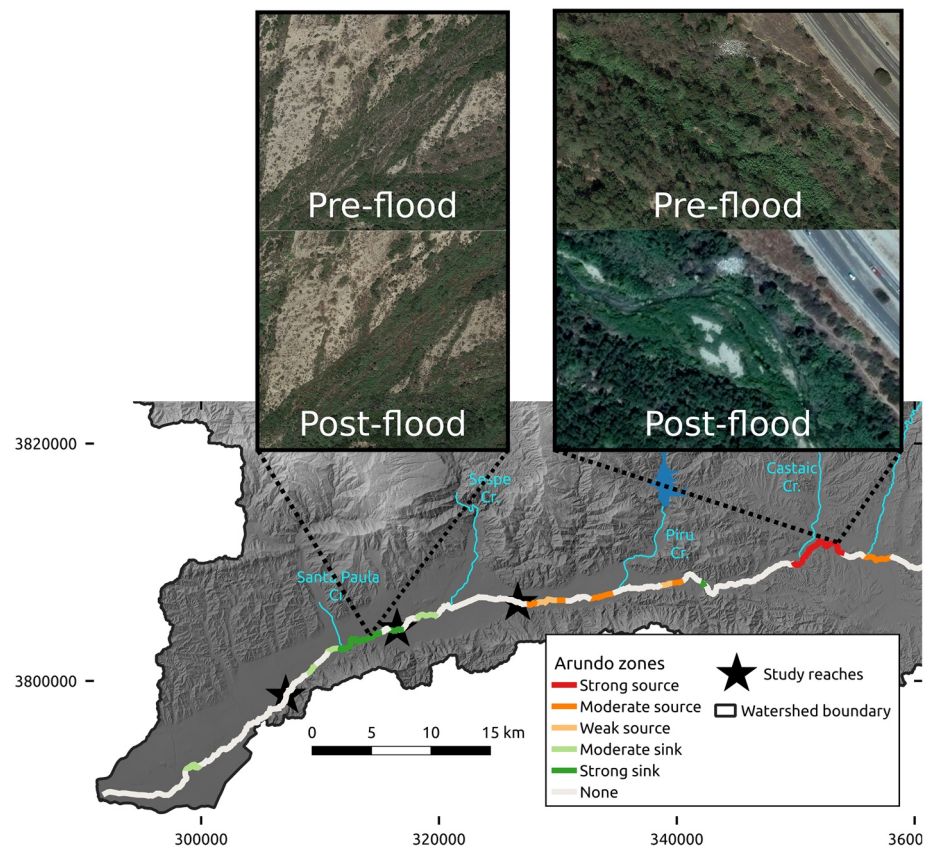 Pre-flood
Pre-flood
Post-flood
Post-flood
3820000
Sespe
Cr.
Castaic
Cr.
Piru
Cr.
Santa Paula
Cr.
3800000
0 5 10 15 km
Arundo zones
Strong source
Moderate source
Weak source
Moderate sink
Strong sink
None
Study reaches
Watershed boundary
300000
320000
340000
3600